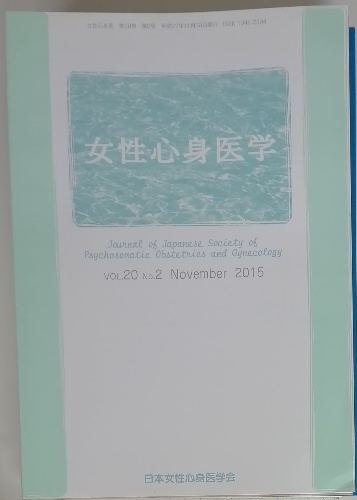 女性心身医学
Journal of Japanese Society of
Psychosomatic Obstetrics and Gynecology
VOL.20 No.2 November 2015
日本女性心身医学会